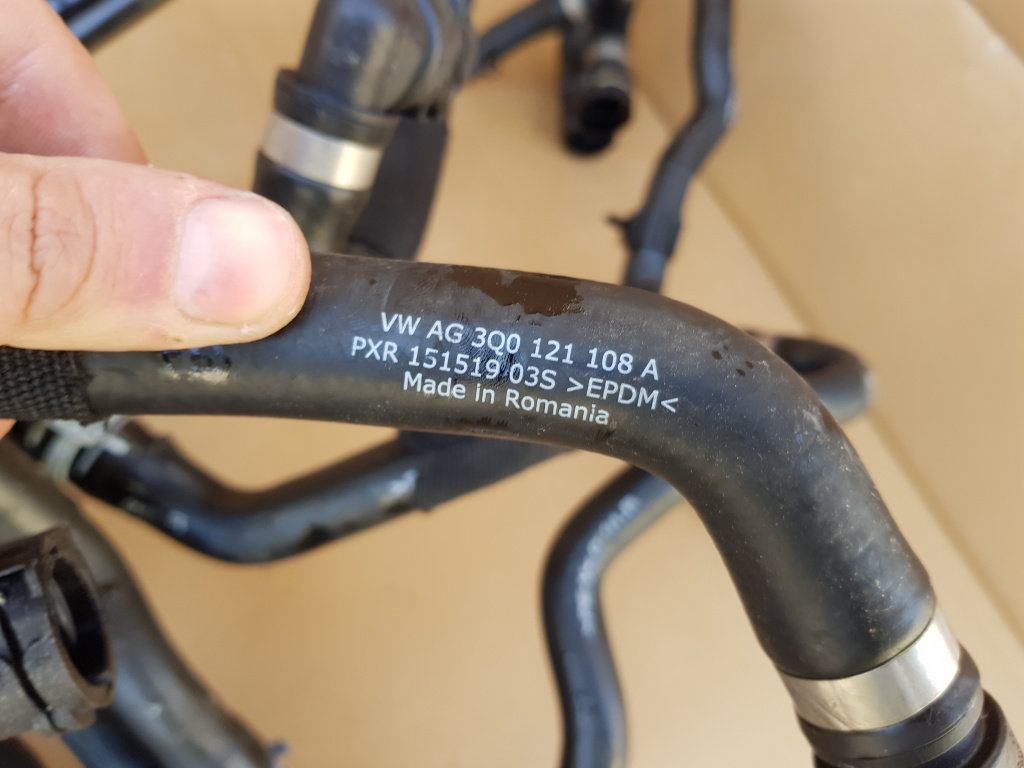 VW AG 3Q0 121 108 A
PXR 151519 03S >EPDM<
Made in Romania